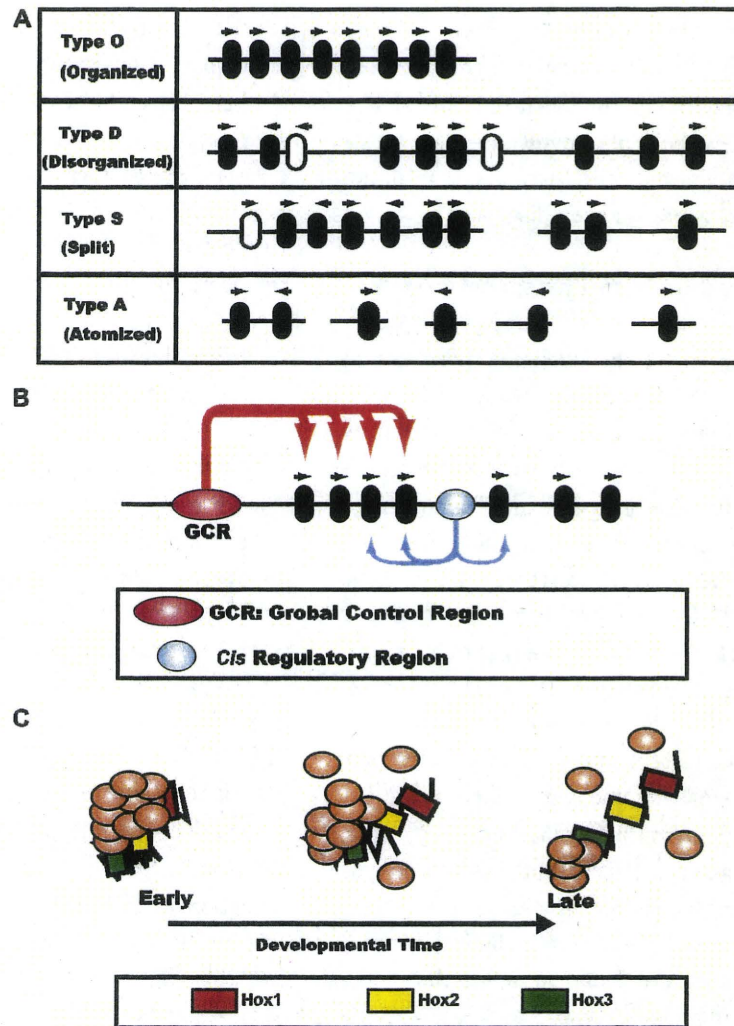 A
Type O
(Organized)
Type D
(Disorganized)
Type S
(Split)
Type A
(Atomized)
B
GCR
GCR: Grobal Control Region
Cis Regulatory Region
C
Early
Late
Developmental Time
Hox1
Hox2
Hox3